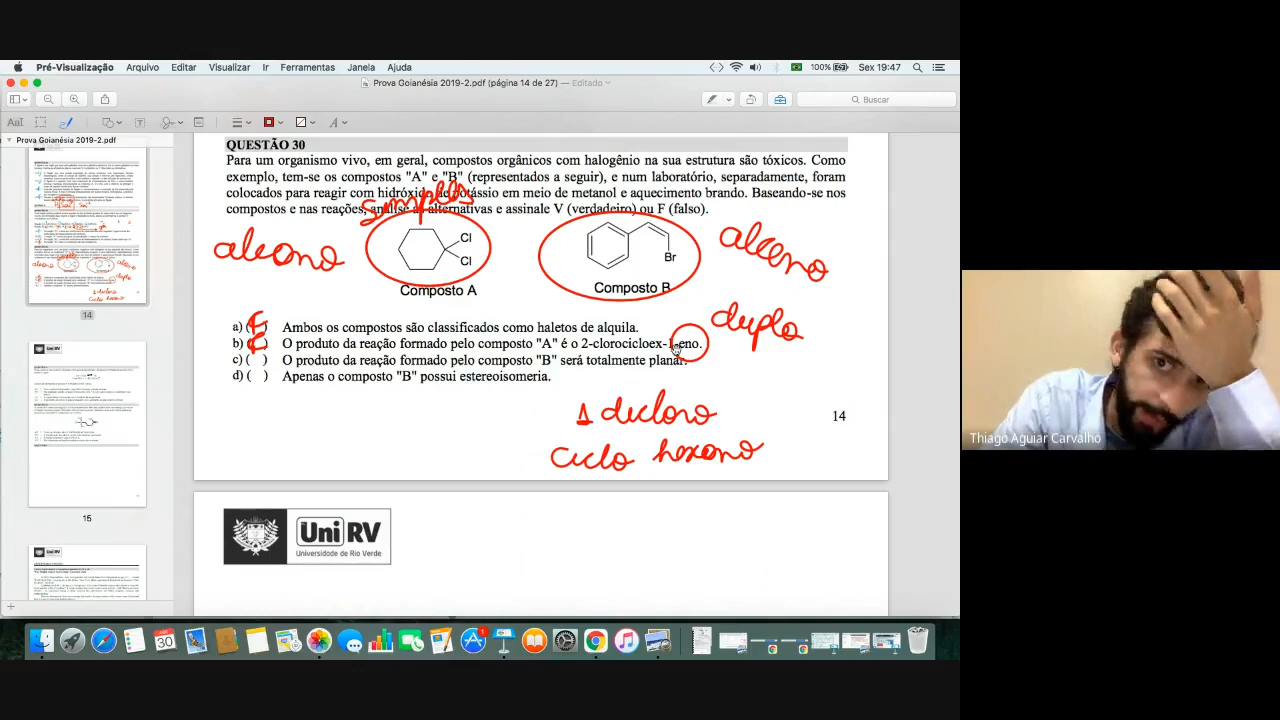 Pré-Visualização Arquivo Editar Visualizar Ir Ferramentas Janela Ajuda 100% Sex 19:47
Prova Goianésia 2019-2.pdf (página 14 de 27) — Editado
Buscar
Prova Goianésia 2019-2.pdf
14
15
QUESTÃO 30
Para um organismo vivo, em geral, compostos com halogênio na sua estrutura são tóxicos. Como
exemplo, tem-se os compostos "A" e "B" (representados a seguir), e num laboratório, separadamente, foram
colocados para reagir com hidróxido de potássio em meio de metanol e aquecimento brando. Baseando-se nos
compostos e nas reações, analise as alternativas e assinale V (verdadeiro) ou F (falso).
simples
alcano
Cl
Composto A
Br
Composto B
alceno
dupla
a) (F) Ambos os compostos são classificados como haletos de alquila.
b) ( ) O produto da reação formado pelo composto "A" é o 2-clorocicloex-1-eno.
c) ( ) O produto da reação formado pelo composto "B" será totalmente planar.
d) ( ) Apenas o composto "B" possui estereoisomeria.
1 dicloro
ciclo hexano
14
Uni RV
Universidade de Rio Verde
Thiago Aguiar Carvalho